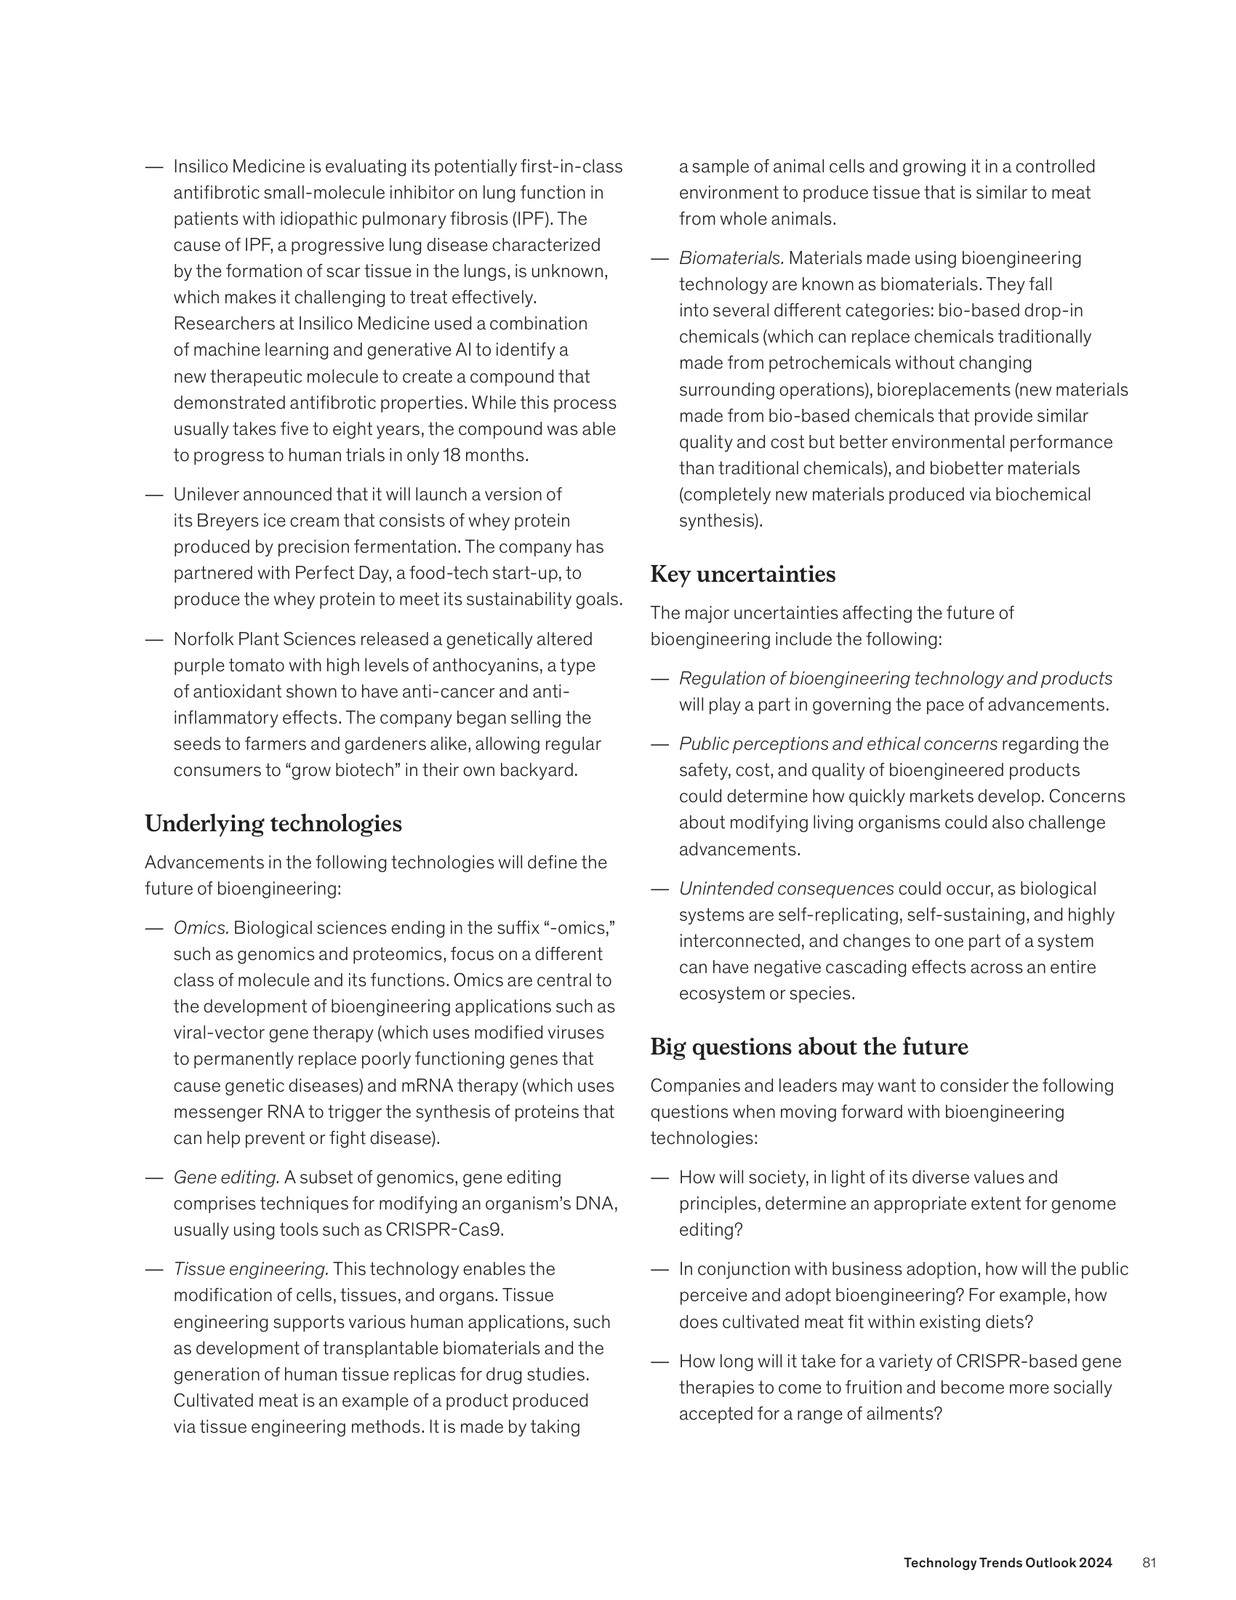 — Insilico Medicine is evaluating its potentially first-in-class
antifibrotic small-molecule inhibitor on lung function in
patients with idiopathic pulmonary fibrosis (IPF). The
cause of IPF, a progressive lung disease characterized
by the formation of scar tissue in the lungs, is unknown,
which makes it challenging to treat effectively.
Researchers at Insilico Medicine used a combination
of machine learning and generative AI to identify a
new therapeutic molecule to create a compound that
demonstrated antifibrotic properties. While this process
usually takes five to eight years, the compound was able
to progress to human trials in only 18 months.
— Unilever announced that it will launch a version of
its Breyers ice cream that consists of whey protein
produced by precision fermentation. The company has
partnered with Perfect Day, a food-tech start-up, to
produce the whey protein to meet its sustainability goals.
— Norfolk Plant Sciences released a genetically altered
purple tomato with high levels of anthocyanins, a type
of antioxidant shown to have anti-cancer and anti-
inflammatory effects. The company began selling the
seeds to farmers and gardeners alike, allowing regular
consumers to “grow biotech” in their own backyard.
Underlying technologies
Advancements in the following technologies will define the
future of bioengineering:
— Omics. Biological sciences ending in the suffix “-omics,”
such as genomics and proteomics, focus on a different
class of molecule and its functions. Omics are central to
the development of bioengineering applications such as
viral-vector gene therapy (which uses modified viruses
to permanently replace poorly functioning genes that
cause genetic diseases) and mRNA therapy (which uses
messenger RNA to trigger the synthesis of proteins that
can help prevent or fight disease).
— Gene editing. A subset of genomics, gene editing
comprises techniques for modifying an organism’s DNA,
usually using tools such as CRISPR-Cas9.
— Tissue engineering. This technology enables the
modification of cells, tissues, and organs. Tissue
engineering supports various human applications, such
as development of transplantable biomaterials and the
generation of human tissue replicas for drug studies.
Cultivated meat is an example of a product produced
via tissue engineering methods. It is made by taking
a sample of animal cells and growing it in a controlled
environment to produce tissue that is similar to meat
from whole animals.
— Biomaterials. Materials made using bioengineering
technology are known as biomaterials. They fall
into several different categories: bio-based drop-in
chemicals (which can replace chemicals traditionally
made from petrochemicals without changing
surrounding operations), bioreplacements (new materials
made from bio-based chemicals that provide similar
quality and cost but better environmental performance
than traditional chemicals), and biobetter materials
(completely new materials produced via biochemical
synthesis).
Key uncertainties
The major uncertainties affecting the future of
bioengineering include the following:
— Regulation of bioengineering technology and products
will play a part in governing the pace of advancements.
— Public perceptions and ethical concerns regarding the
safety, cost, and quality of bioengineered products
could determine how quickly markets develop. Concerns
about modifying living organisms could also challenge
advancements.
— Unintended consequences could occur, as biological
systems are self-replicating, self-sustaining, and highly
interconnected, and changes to one part of a system
can have negative cascading effects across an entire
ecosystem or species.
Big questions about the future
Companies and leaders may want to consider the following
questions when moving forward with bioengineering
technologies:
— How will society, in light of its diverse values and
principles, determine an appropriate extent for genome
editing?
— In conjunction with business adoption, how will the public
perceive and adopt bioengineering? For example, how
does cultivated meat fit within existing diets?
— How long will it take for a variety of CRISPR-based gene
therapies to come to fruition and become more socially
accepted for a range of ailments?
Technology Trends Outlook 2024 81